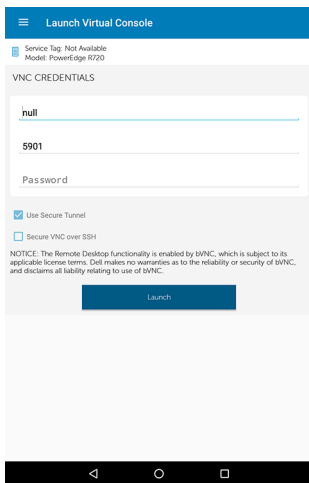 Launch Virtual Console
Service Tag: Not Available
Model: PowerEdge R720
VNC CREDENTIALS
null
5901
Password
Use Secure Tunnel
Secure VNC over SSH
NOTICE: The Remote Desktop functionality is enabled by bVNC, which is subject to its
applicable license terms. Dell makes no warranties as to the reliability or security of bVNC,
and disclaims all liability relating to use of bVNC.
Launch